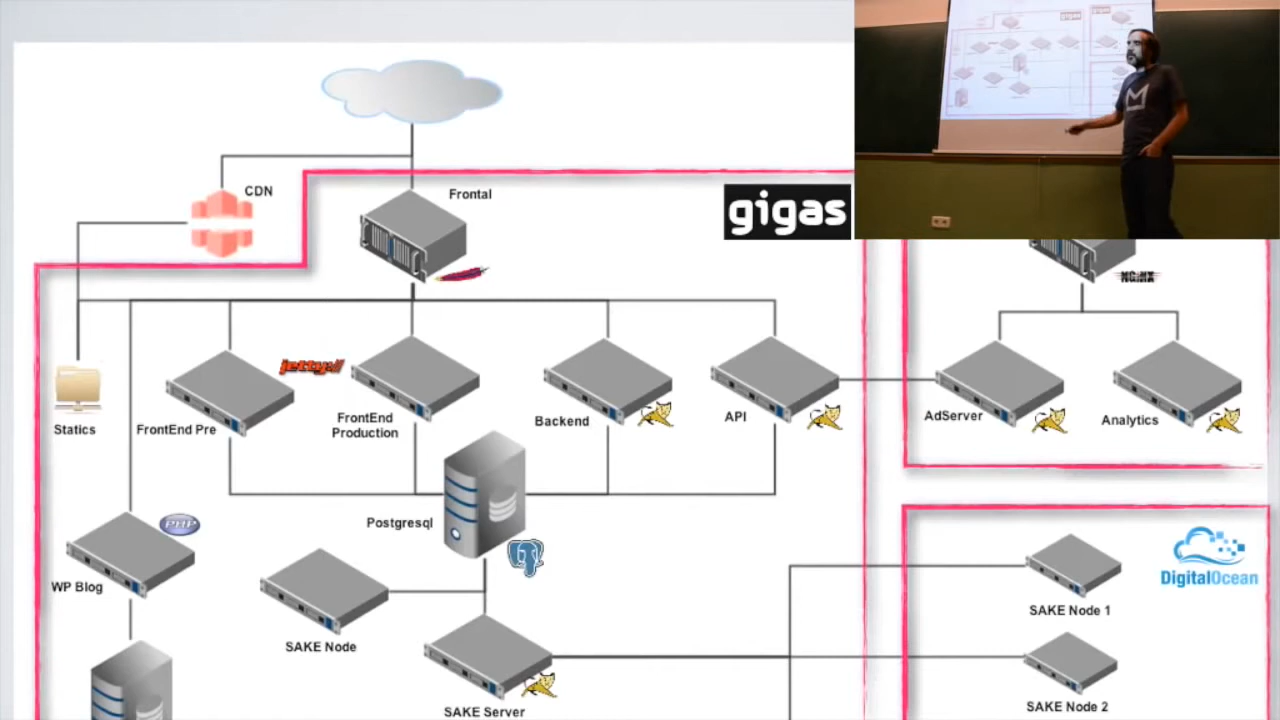 CDN
Frontal
gigas
NGiNX
jetty://
Statics
FrontEnd Pre
FrontEnd
Production
Backend
API
AdServer
Analytics
Postgresql
PHP
WP Blog
SAKE Node
SAKE Server
DigitalOcean
SAKE Node 1
SAKE Node 2